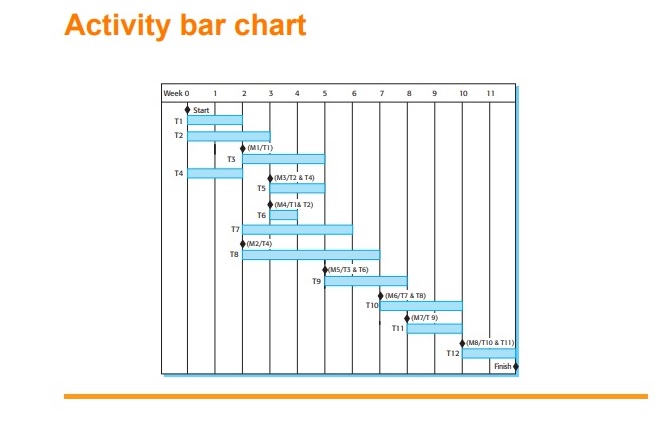 Activity bar chart
Week 0 1 2 3 4 5 6 7 8 9 10 11
Start
T1
T2
(M1/T1)
T3
T4
(M3/T2 & T4)
T5
(M4/T1& T2)
T6
T7
(M2/T4)
T8
(M5/T3 & T6)
T9
(M6/T7 & T8)
T10
(M7/T 9)
T11
(M8/T10 & T11)
T12
Finish